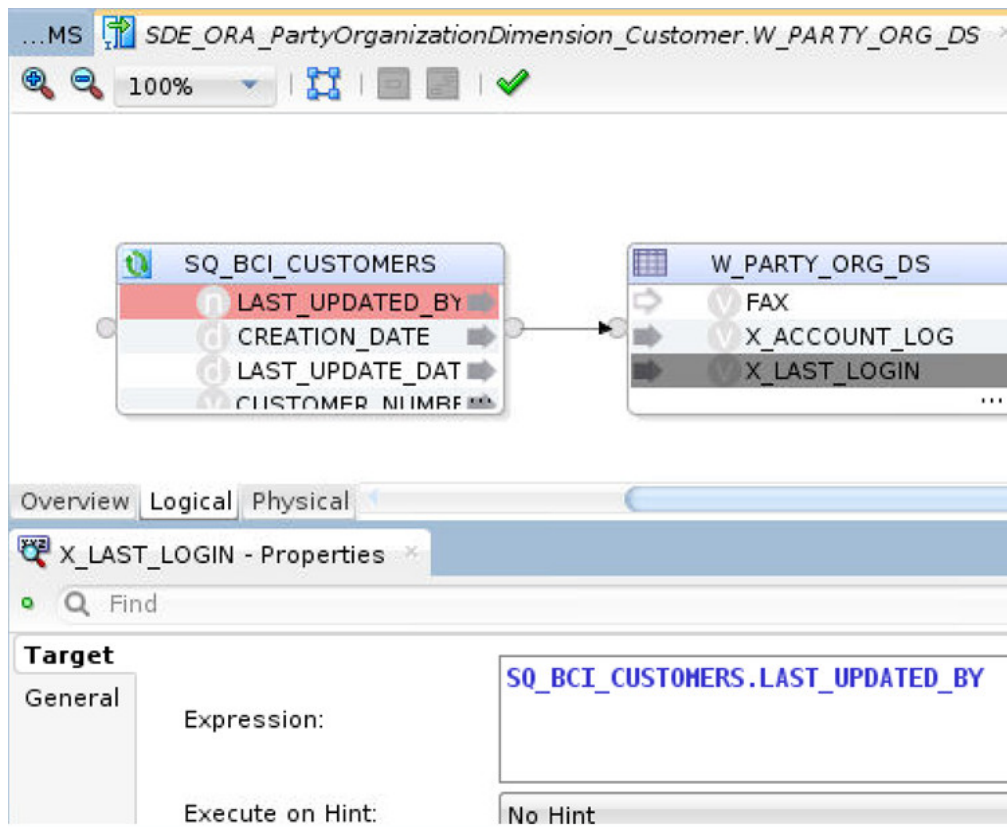 ...MS SDE_ORA_PartyOrganizationDimension_Customer.W_PARTY_ORG_DS
100%
SQ_BCI_CUSTOMERS
LAST_UPDATED_BY
CREATION_DATE
LAST_UPDATE_DAT
CUSTOMER_NUMBE
W_PARTY_ORG_DS
FAX
X_ACCOUNT_LOG
X_LAST_LOGIN
...
Overview Logical Physical
X_LAST_LOGIN - Properties
Find
Target
General
Expression:
SQ_BCI_CUSTOMERS.LAST_UPDATED_BY
Execute on Hint:
No Hint